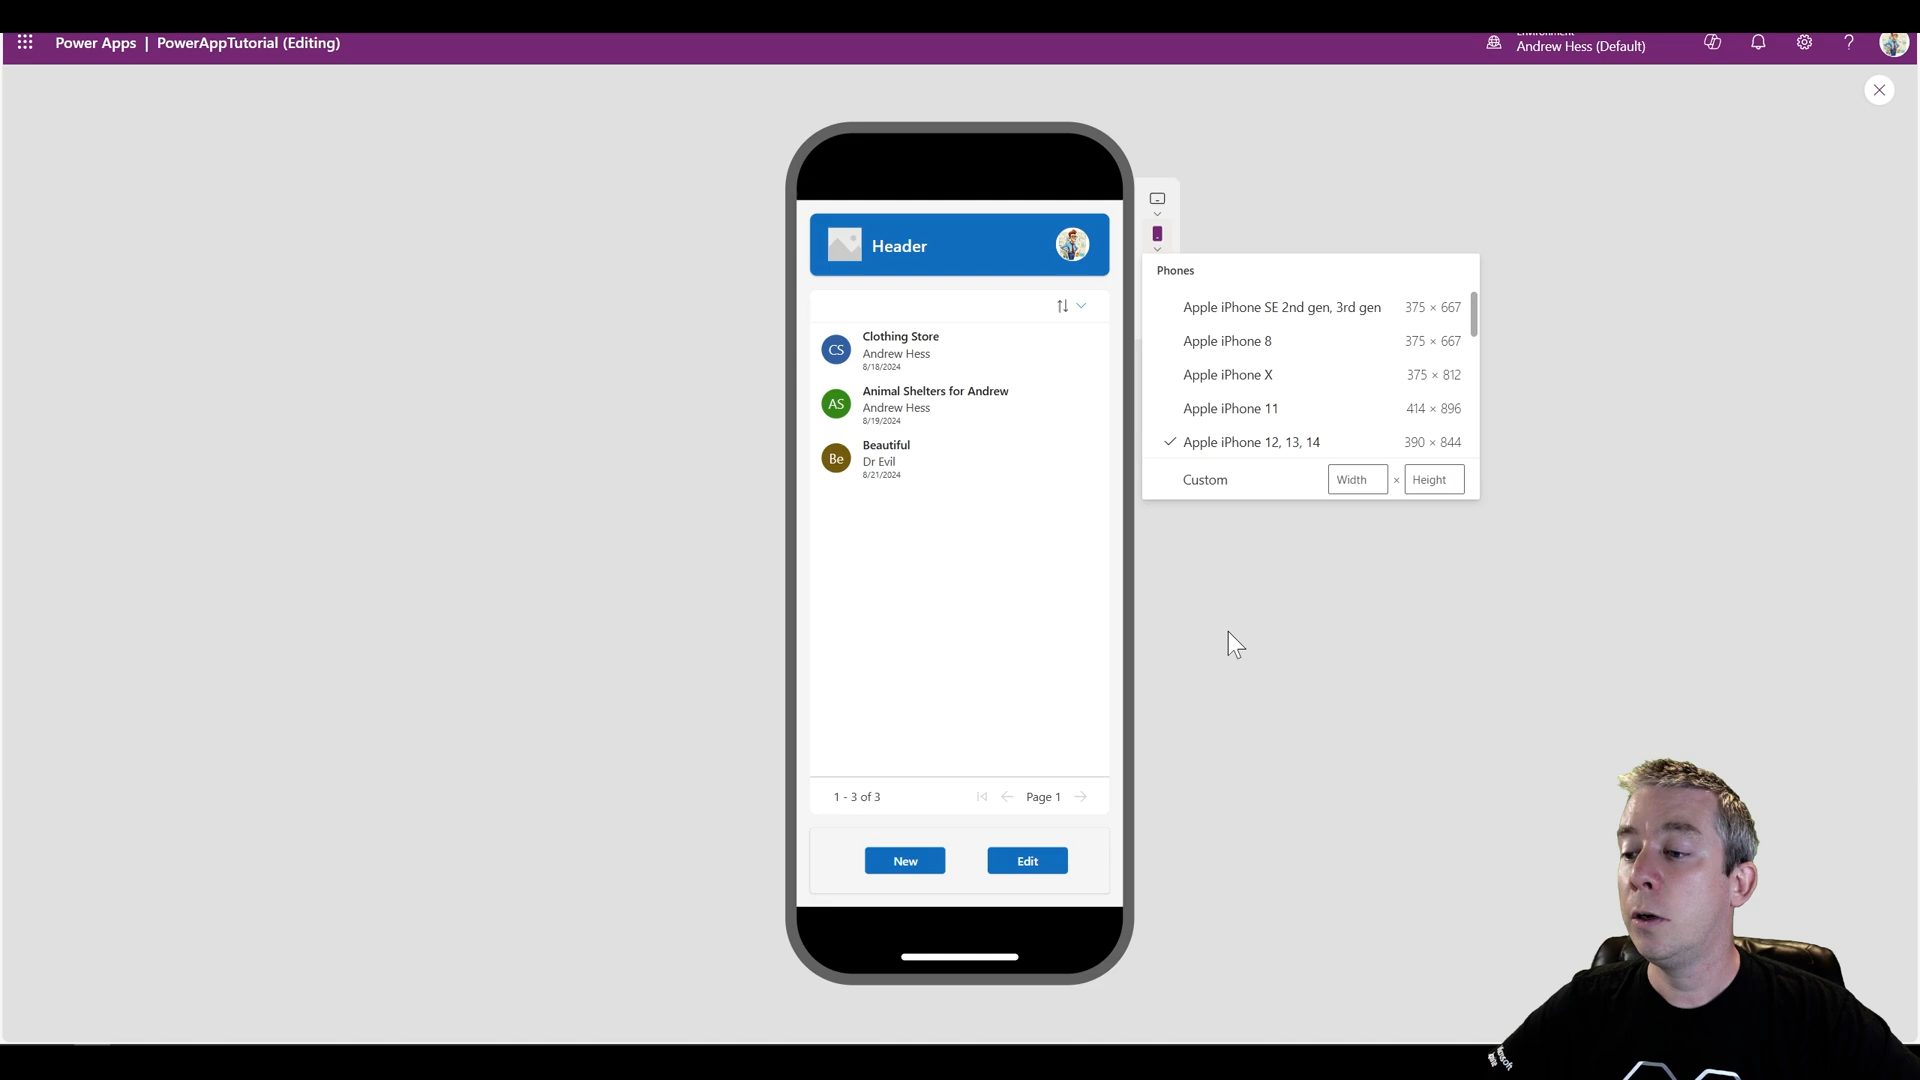 Power Apps | PowerAppTutorial (Editing)
Environment
Andrew Hess (Default)
Header
Phones
Apple iPhone SE 2nd gen, 3rd gen 375 × 667
Apple iPhone 8 375 × 667
Apple iPhone X 375 × 812
Apple iPhone 11 414 × 896
Apple iPhone 12, 13, 14 390 × 844
Custom Width × Height
CS
Clothing Store
Andrew Hess
8/18/2024
AS
Animal Shelters for Andrew
Andrew Hess
8/19/2024
Be
Beautiful
Dr Evil
8/21/2024
1 - 3 of 3 Page 1
New Edit